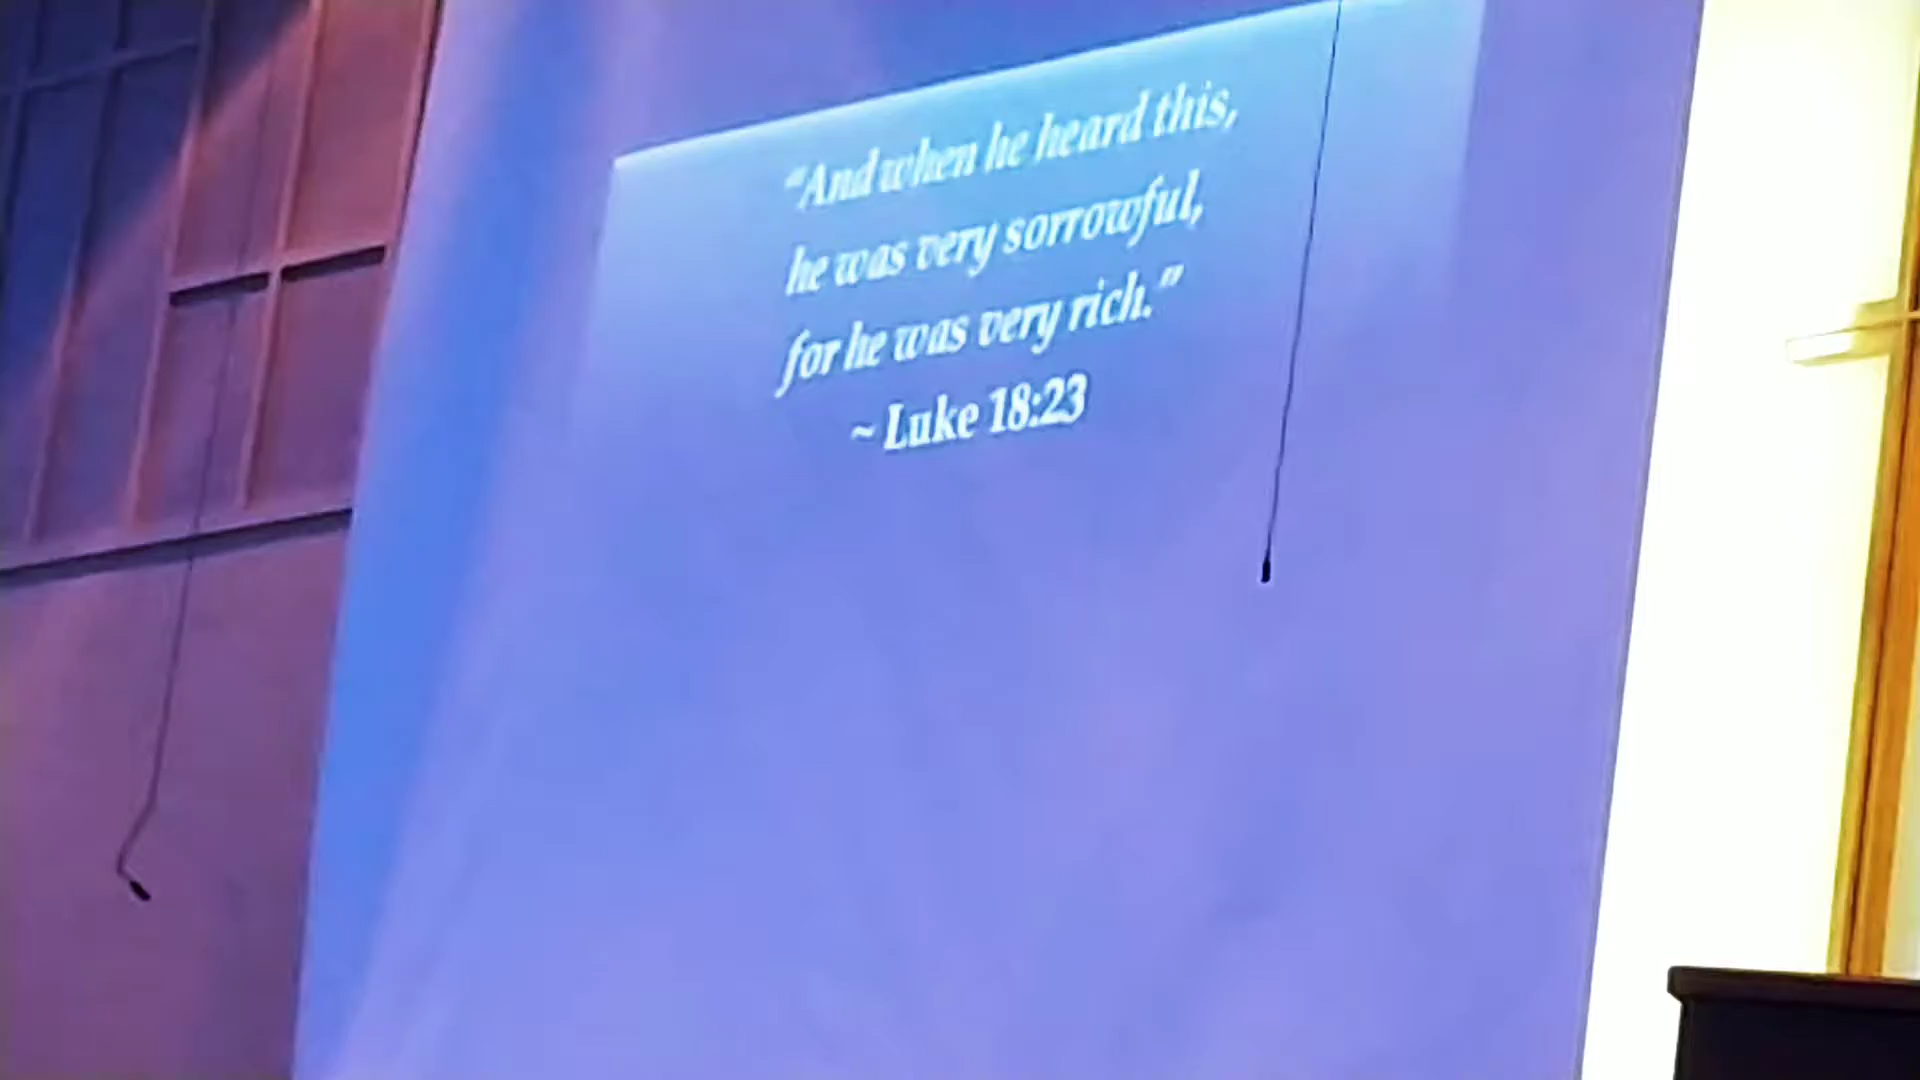 “And when he heard this,
he was very sorrowful,
for he was very rich.”
~ Luke 18:23